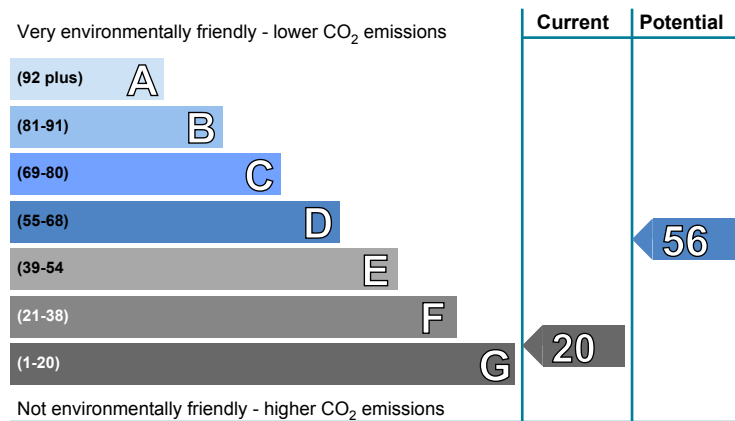 Very environmentally friendly - lower CO₂ emissions
Current
Potential
(92 plus) A
(81-91) B
(69-80) C
(55-68) D
56
(39-54 E
(21-38) F
20
(1-20) G
Not environmentally friendly - higher CO₂ emissions